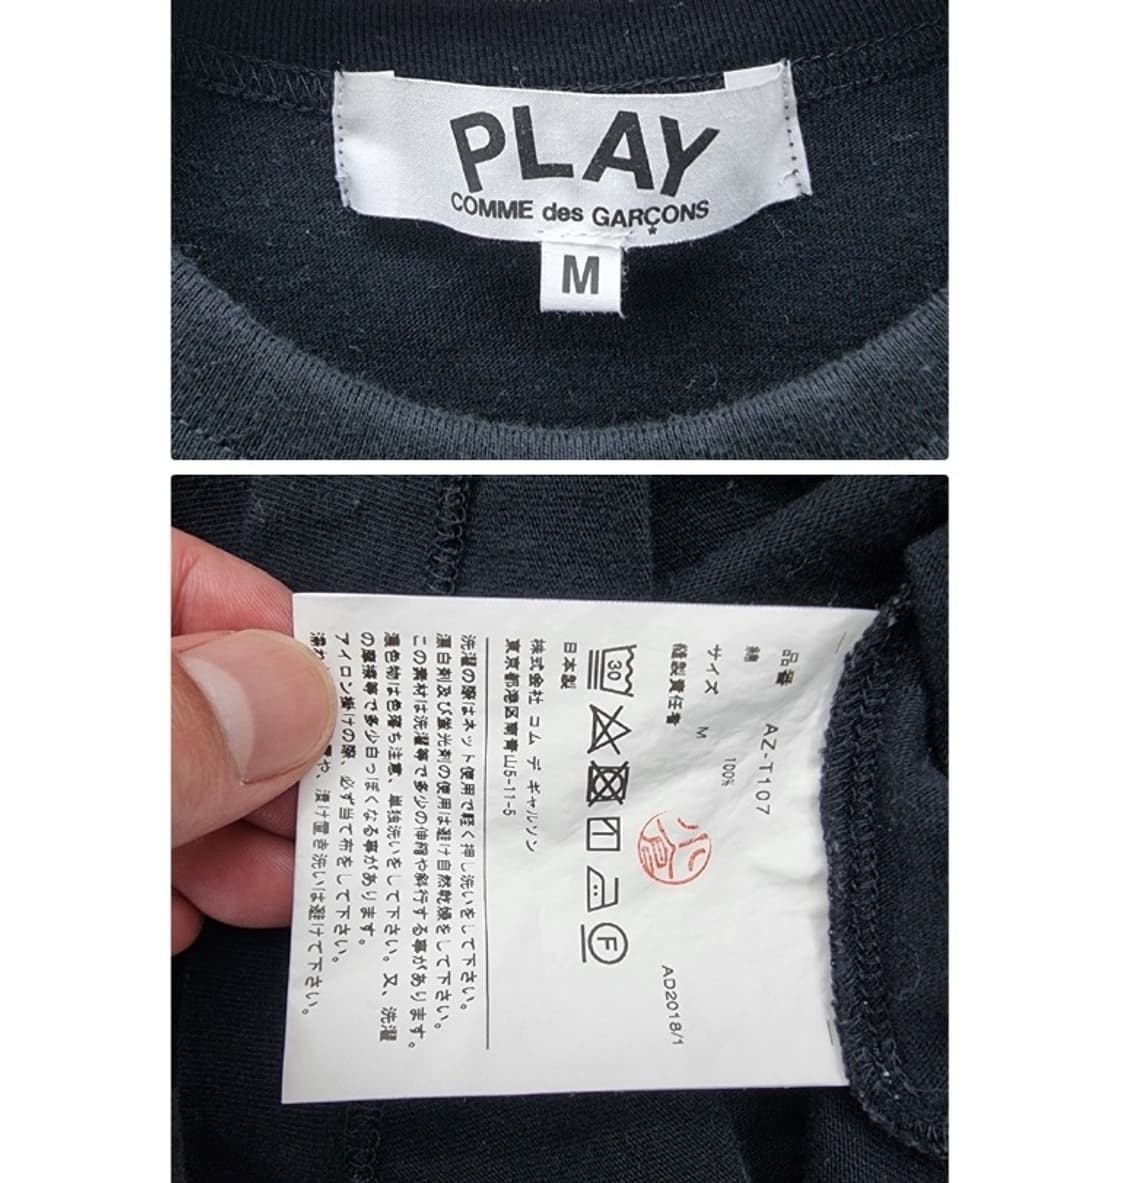 PLAY
COMME des GARÇONS
M
品番 AZ-T107
綿 100%
サイズ M
縫製責任者
AD2018/1
30
F
日本製
株式会社 コム デ ギャルソン
東京都港区南青山5-11-5
洗濯の際はネット使用で軽く押し洗いをして下さい。
漂白剤及び蛍光剤の使用は避け自然乾燥をして下さい。
この素材は洗濯等で多少の伸縮や斜行する事があります。
濃色物は色落ち注意、単独洗いをして下さい。又、洗濯
の摩擦等で多少白っぽくなる事があります。
アイロン掛けの際、必ず当て布をして下さい。
や、漬け置き洗いは避けて下さい。